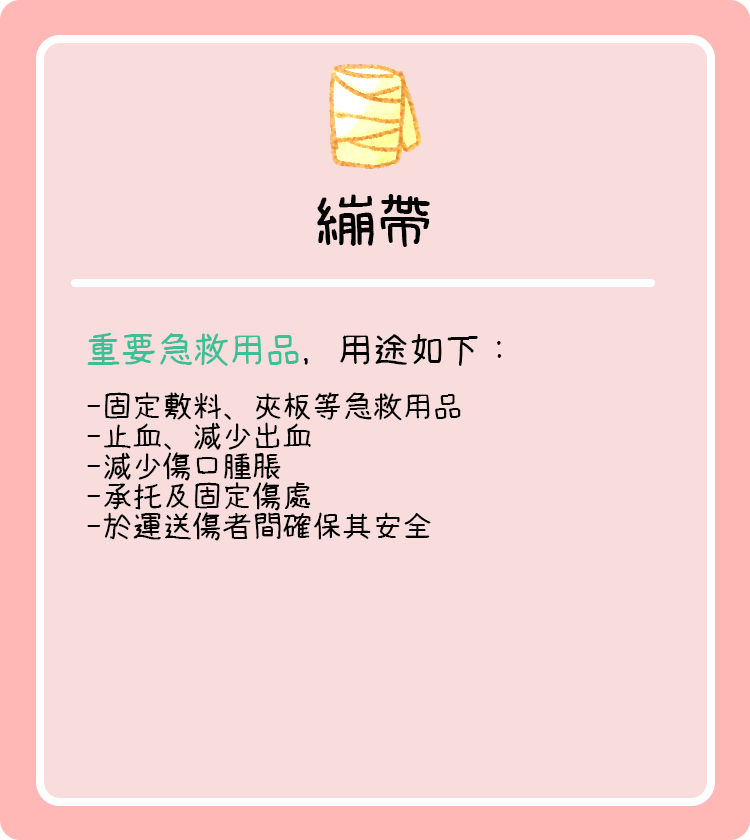 繃帶
重要急救用品，用途如下：
-固定敷料、夾板等急救用品
-止血、減少出血
-減少傷口腫脹
-承托及固定傷處
-於運送傷者間確保其安全